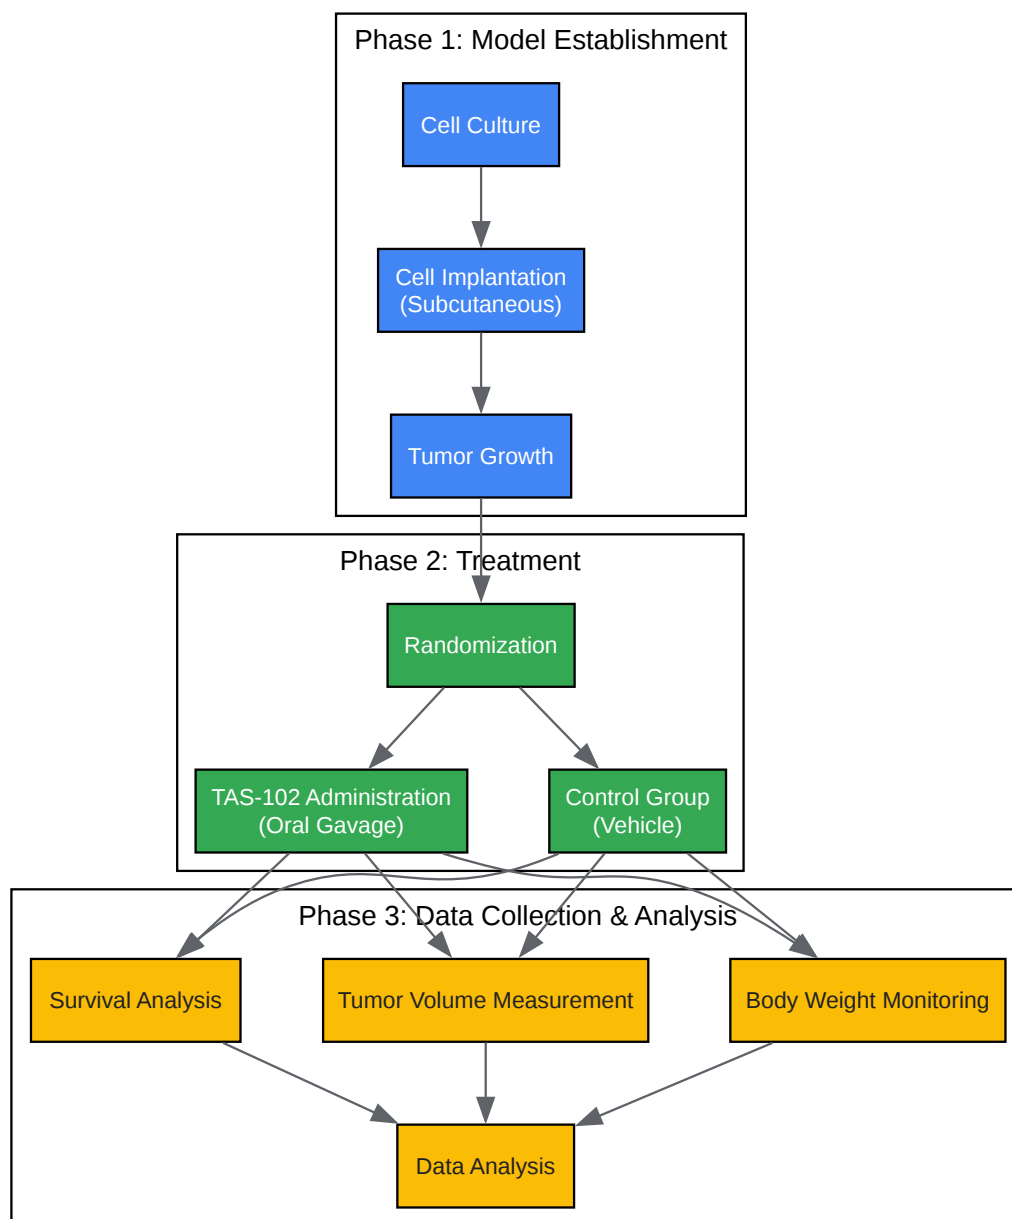 Phase 1: Model Establishment
Cell Culture
Cell Implantation
(Subcutaneous)
Tumor Growth
Phase 2: Treatment
Randomization
TAS-102 Administration
(Oral Gavage)
Control Group
(Vehicle)
Phase 3: Data Collection & Analysis
Survival Analysis
Tumor Volume Measurement
Body Weight Monitoring
Data Analysis